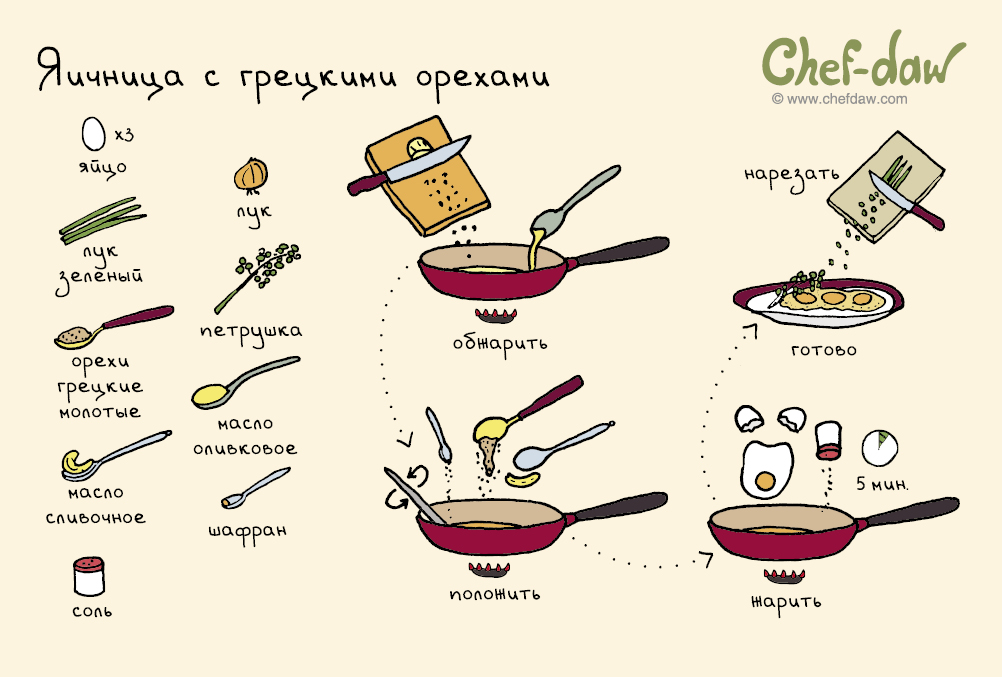 Яичница с грецкими орехами
Chef-daw
© www.chefdaw.com
x3
яйцо
лук
лук
зелёный
петрушка
орехи
грецкие
молотые
масло
оливковое
масло
сливочное
шафран
соль
обжарить
положить
5 мин.
жарить
нарезать
готово